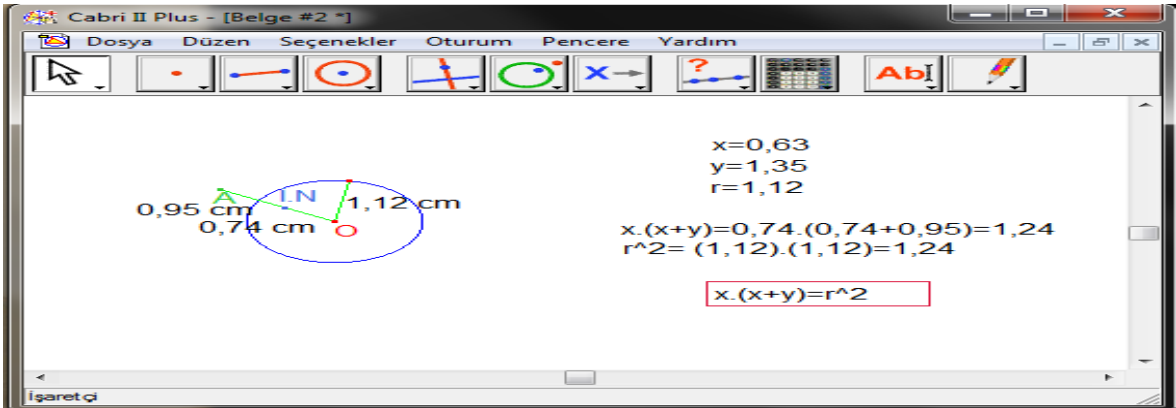 Cabri II Plus - [Belge #2 *]
Dosya Düzen Seçenekler Oturum Pencere Yardım
? Ab
x=0,63
y=1,35
r=1,12
A
I.N
0,95 cm
1,12 cm
0,74 cm
O
x.(x+y)=0,74.(0,74+0,95)=1,24
r^2= (1,12).(1,12)=1,24
x.(x+y)=r^2
İşaretçi